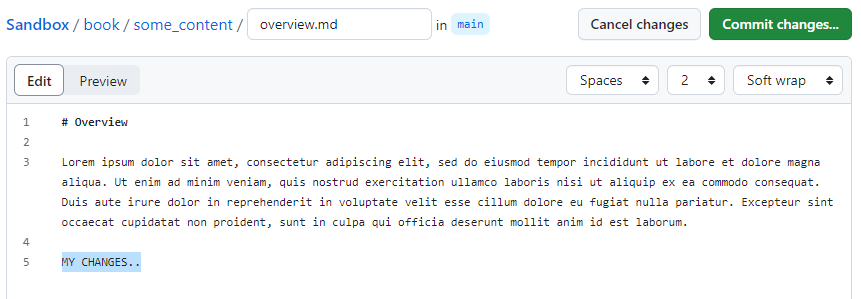 Sandbox / book / some_content / overview.md in main Cancel changes Commit changes...
Edit Preview Spaces 2 Soft wrap
1 # Overview
2
3 Lorem ipsum dolor sit amet, consectetur adipiscing elit, sed do eiusmod tempor incididunt ut labore et dolore magna
aliqua. Ut enim ad minim veniam, quis nostrud exercitation ullamco laboris nisi ut aliquip ex ea commodo consequat.
Duis aute irure dolor in reprehenderit in voluptate velit esse cillum dolore eu fugiat nulla pariatur. Excepteur sint
occaecat cupidatat non proident, sunt in culpa qui officia deserunt mollit anim id est laborum.
4
5 MY CHANGES..